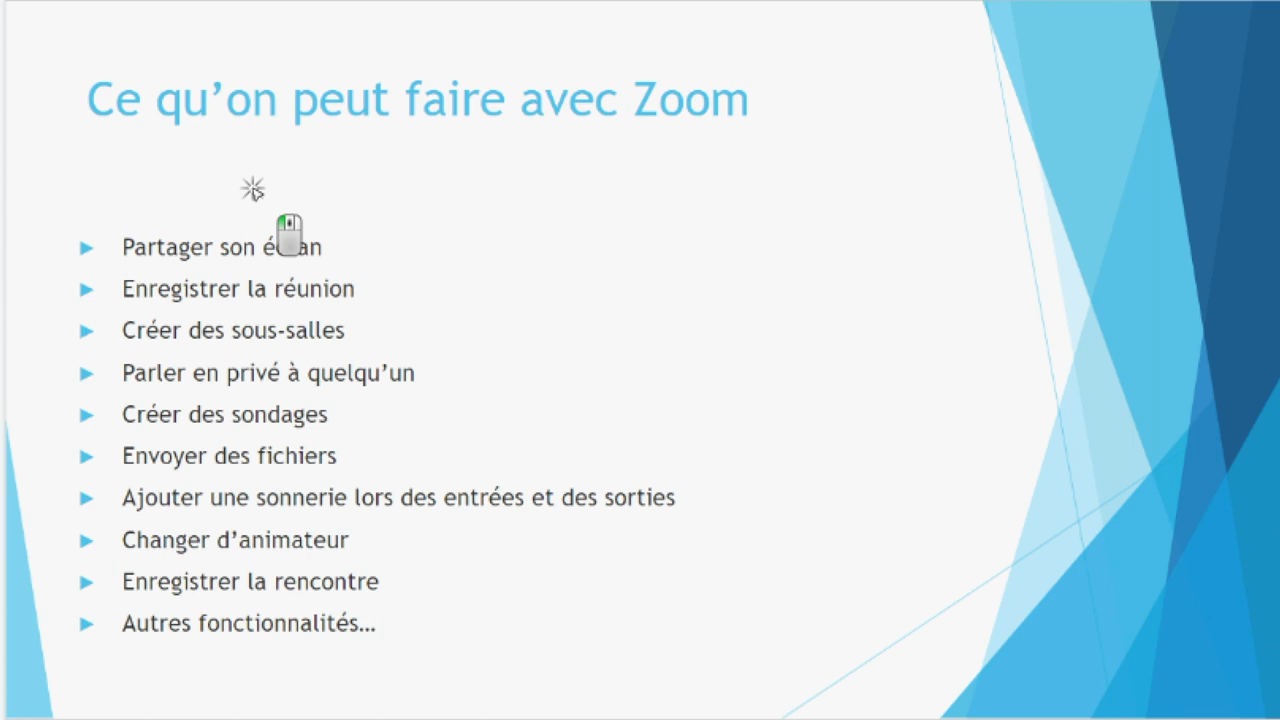 Ce qu’on peut faire avec Zoom
Partager son écran
Enregistrer la réunion
Créer des sous-salles
Parler en privé à quelqu’un
Créer des sondages
Envoyer des fichiers
Ajouter une sonnerie lors des entrées et des sorties
Changer d’animateur
Enregistrer la rencontre
Autres fonctionnalités…